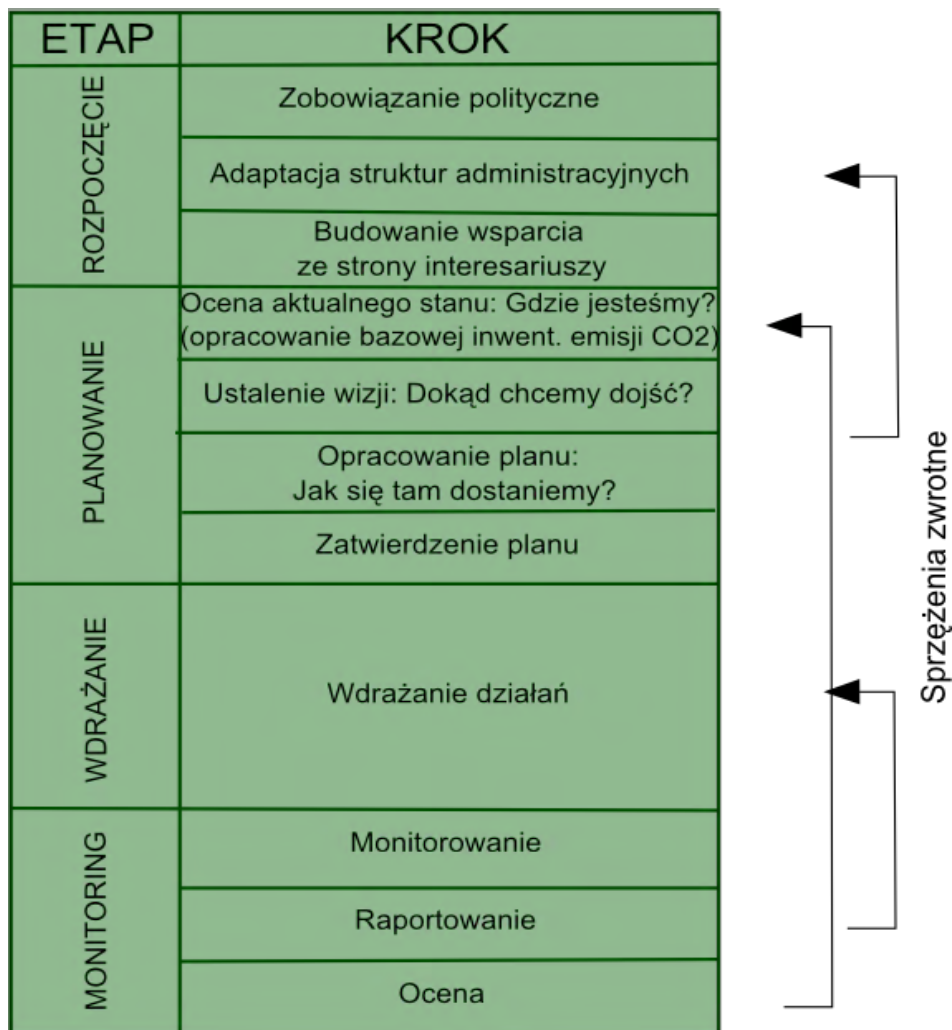 ETAP
KROK
ROZPOCZĘCIE
Zobowiązanie polityczne
Adaptacja struktur administracyjnych
Budowanie wsparcia
ze strony interesariuszy
PLANOWANIE
Ocena aktualnego stanu: Gdzie jesteśmy?
(opracowanie bazowej inwent. emisji CO2)
Ustalenie wizji: Dokąd chcemy dojść?
Opracowanie planu:
Jak się tam dostaniemy?
Zatwierdzenie planu
WDRAŻANIE
Wdrażanie działań
MONITORING
Monitorowanie
Raportowanie
Ocena
Sprzężenia zwrotne